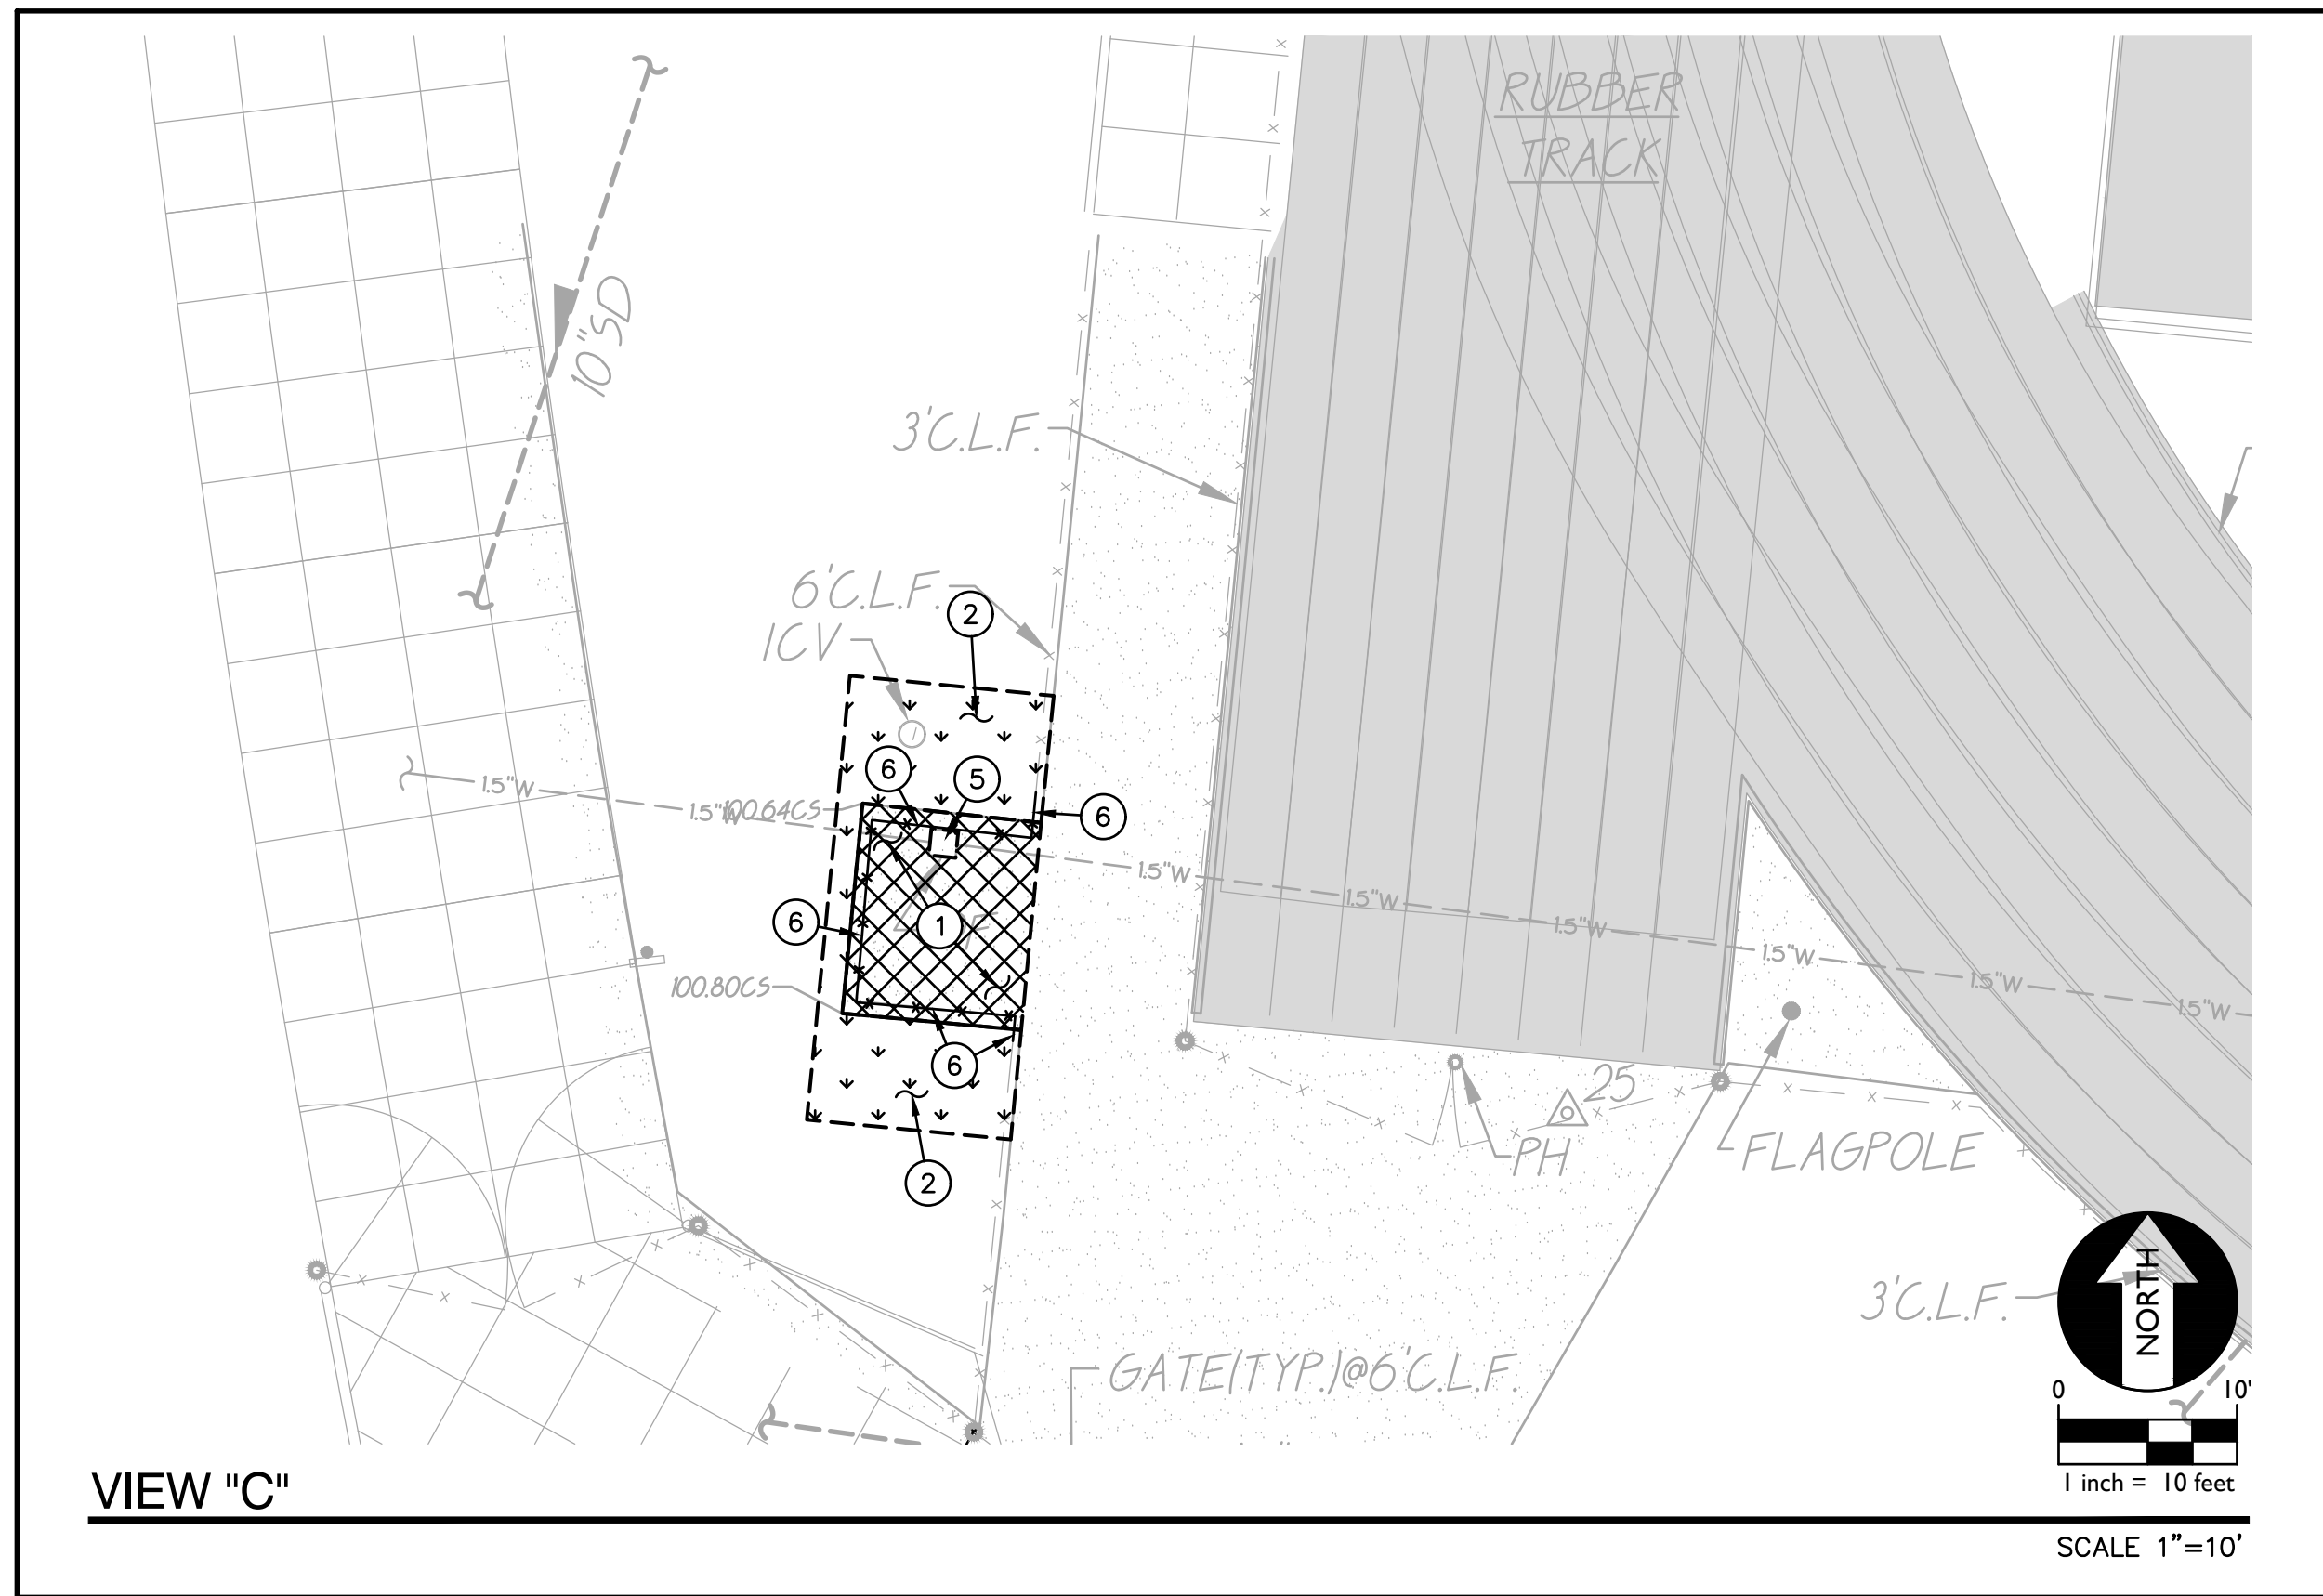 RUBBER
TRACK
10"SD
3'C.L.F.
6'C.L.F.
2
ICV
6
5
1.5"W
1.5"W
100.64CS
6
1.5"W
1.5"W
1.5"W
1.5"W
1.5"W
1.5"W
6
1
100.80CS
6
25
PH
FLAGPOLE
2
3'C.L.F.
NORTH
GATE(TYP.)@6'C.L.F.
0 10'
1 inch = 10 feet
VIEW "C"
SCALE 1"=10'